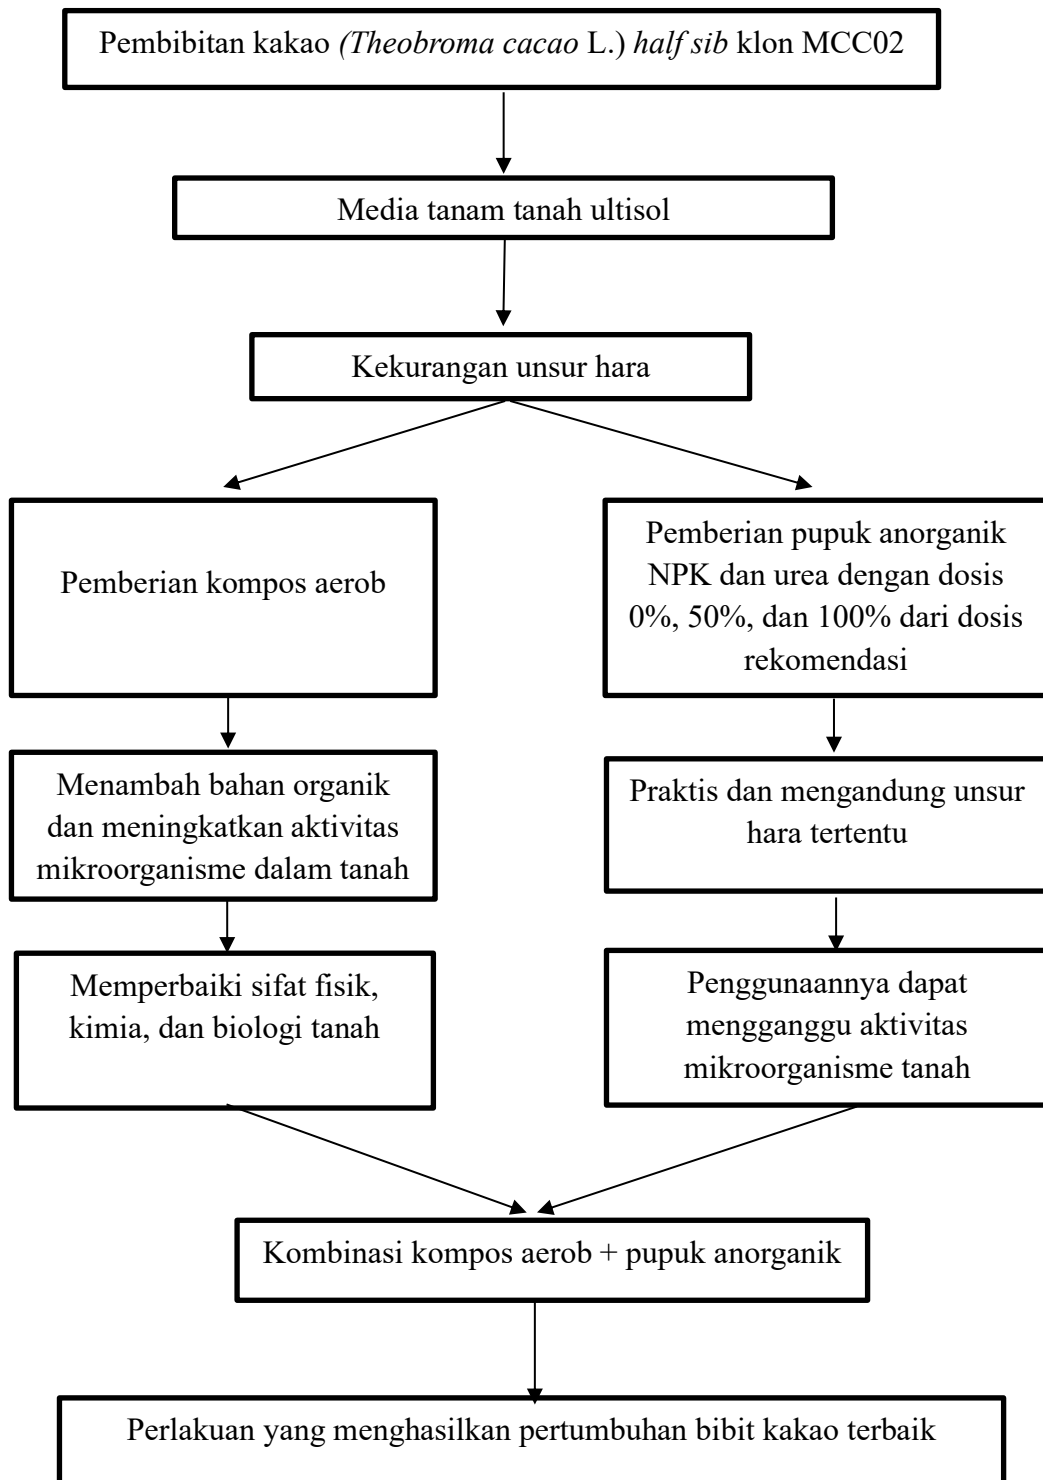 Pembibitan kakao (Theobroma cacao L.) half sib klon MCC02
Media tanam tanah ultisol
Kekurangan unsur hara
Pemberian kompos aerob
Pemberian pupuk anorganik
NPK dan urea dengan dosis
0%, 50%, dan 100% dari dosis
rekomendasi
Menambah bahan organik
dan meningkatkan aktivitas
mikroorganisme dalam tanah
Praktis dan mengandung unsur
hara tertentu
Memperbaiki sifat fisik,
kimia, dan biologi tanah
Penggunaannya dapat
mengganggu aktivitas
mikroorganisme tanah
Kombinasi kompos aerob + pupuk anorganik
Perlakuan yang menghasilkan pertumbuhan bibit kakao terbaik